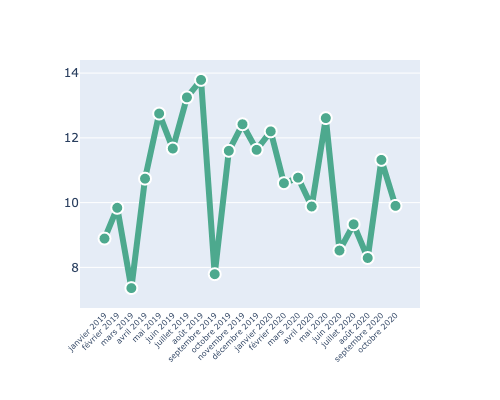 14
12
10
8
janvier 2019
février 2019
mars 2019
avril 2019
mai 2019
juin 2019
juillet 2019
août 2019
septembre 2019
octobre 2019
novembre 2019
décembre 2019
janvier 2020
février 2020
mars 2020
avril 2020
mai 2020
juin 2020
juillet 2020
août 2020
septembre 2020
octobre 2020